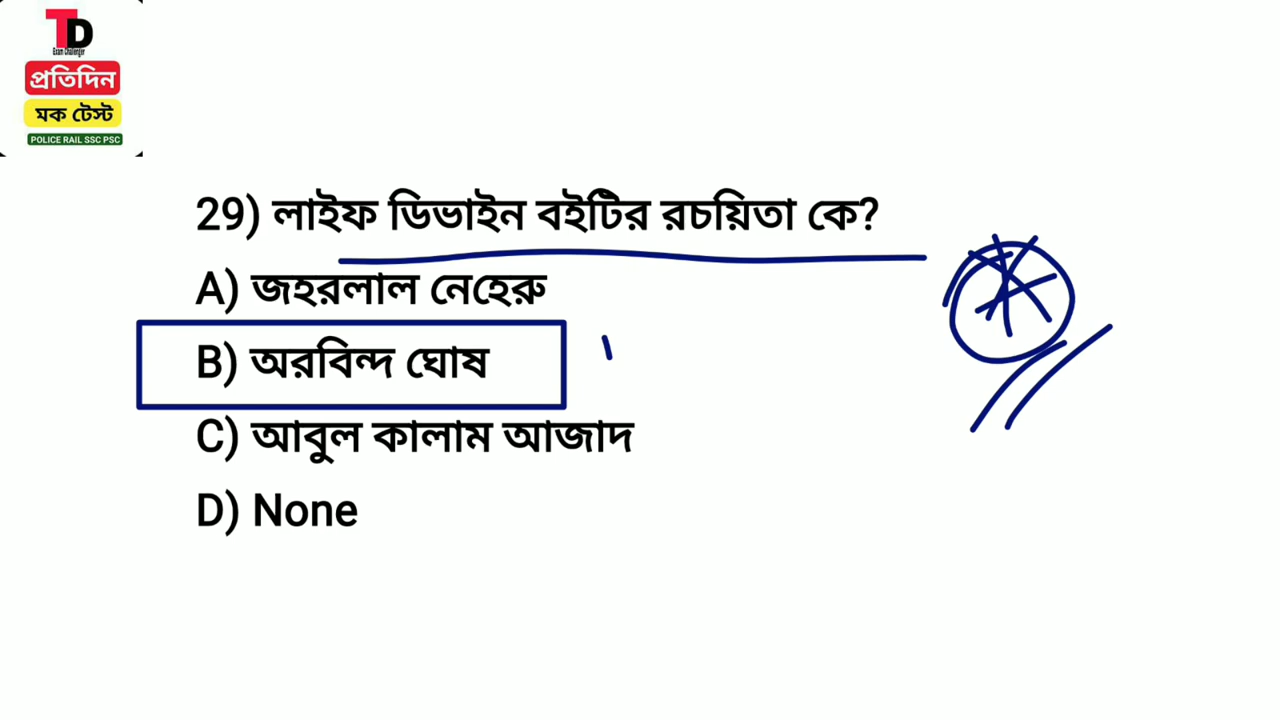 TD
Exam Challenger
প্রতিদিন
মক টেস্ট
POLICE RAIL SSC PSC
29) লাইফ ডিভাইন বইটির রচয়িতা কে?
A) জহরলাল নেহেরু
B) অরবিন্দ ঘোষ
C) আবুল কালাম আজাদ
D) None